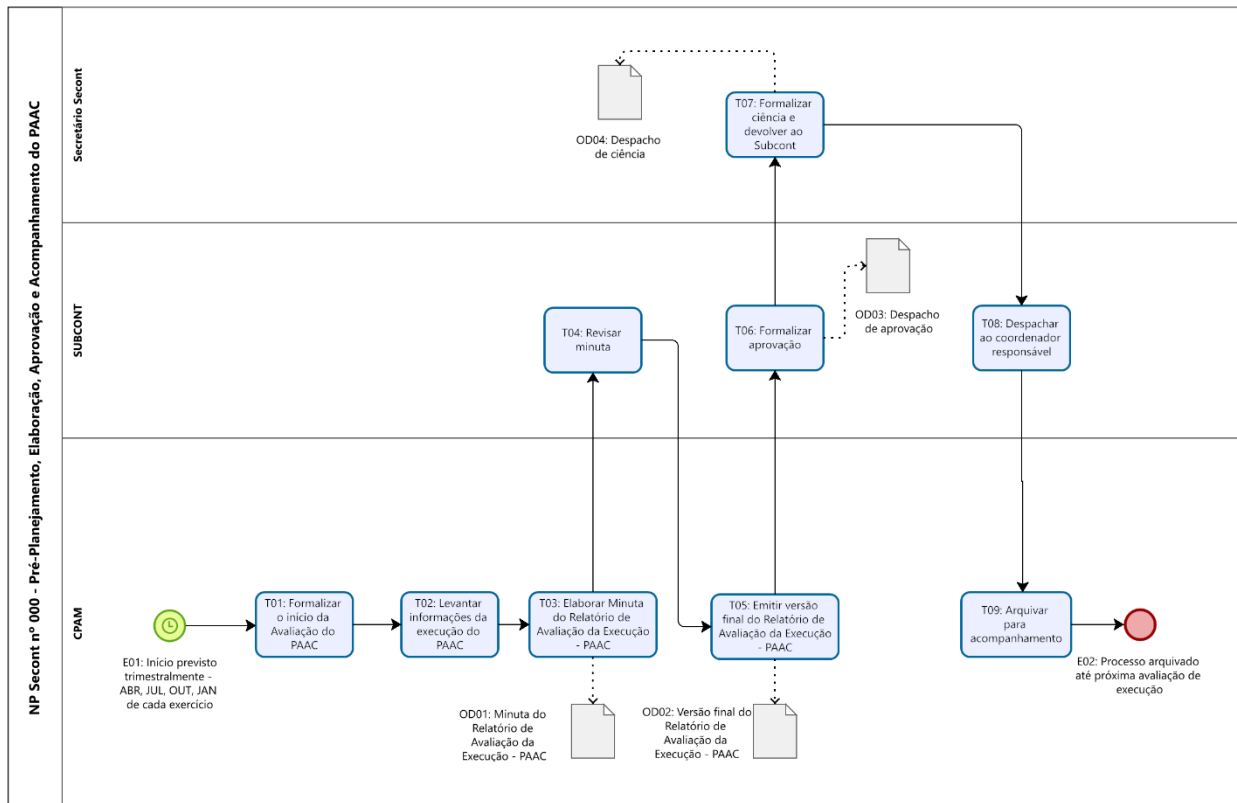 NP Secont nº 000 - Pré-Planejamento, Elaboração, Aprovação e Acompanhamento do PAAC
Secretário Secont
OD04: Despacho
de ciência
T07: Formalizar
ciência e
devolver ao
Subcont
SUBCONT
T04: Revisar
minuta
T06: Formalizar
aprovação
OD03: Despacho
de aprovação
T08: Despachar
ao coordenador
responsável
CPAM
E01: Início previsto
trimestralmente -
ABR, JUL, OUT, JAN
de cada exercício
T01: Formalizar
o início da
Avaliação do
PAAC
T02: Levantar
informações da
execução do
PAAC
T03: Elaborar Minuta
do Relatório de
Avaliação da Execução
- PAAC
OD01: Minuta do
Relatório de
Avaliação da
Execução - PAAC
T05: Emitir versão
final do Relatório de
Avaliação da Execução
- PAAC
OD02: Versão final do
Relatório de
Avaliação da
Execução - PAAC
T09: Arquivar
para
acompanhamento
E02: Processo arquivado
até próxima avaliação de
execução